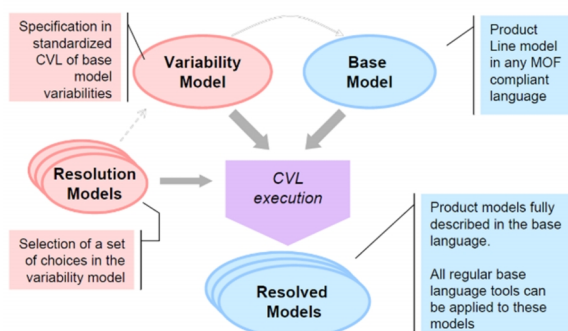 Specification in
standardized
CVL of base
model
variabilities
Variability
Model
Base
Model
Product
Line model
in any MOF
compliant
language
Resolution
Models
CVL
execution
Selection of a set
of choices in the
variability model
Product models fully
described in the base
language.
All regular base
language tools can
be applied to these
models
Resolved
Models